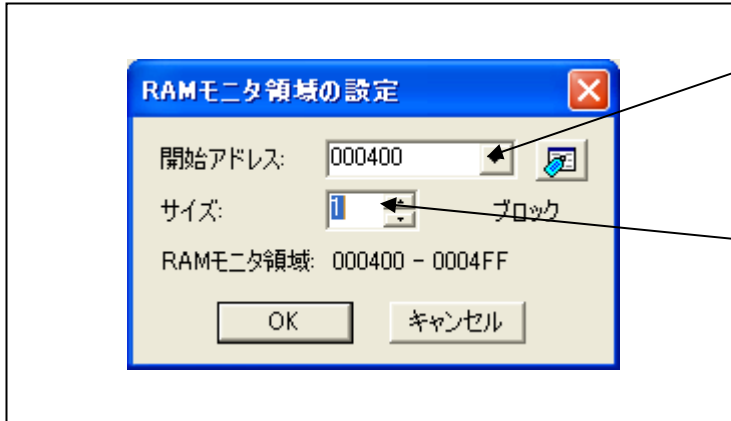 RAMモニタ領域の設定
開始アドレス: 000400
サイズ: 1 ブロック
RAMモニタ領域: 000400 - 0004FF
OK キャンセル